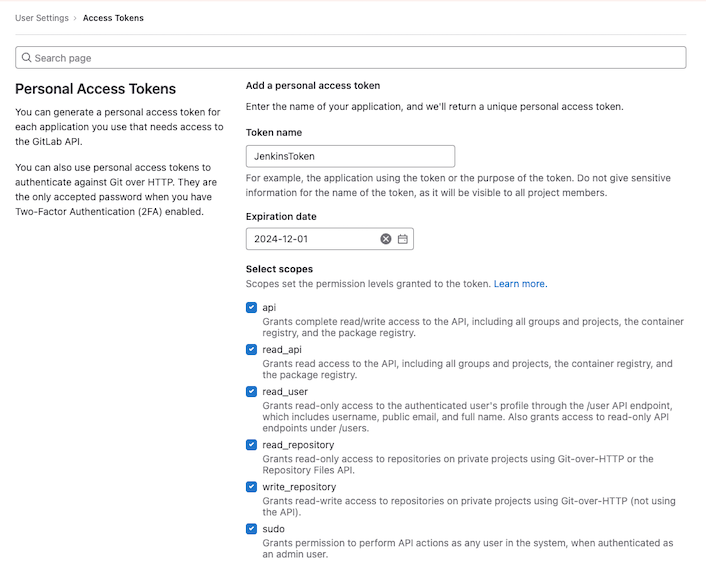 User Settings › Access Tokens
Search page
Personal Access Tokens
You can generate a personal access token for
each application you use that needs access to
the GitLab API.
You can also use personal access tokens to
authenticate against Git over HTTP. They are
the only accepted password when you have
Two-Factor Authentication (2FA) enabled.
Add a personal access token
Enter the name of your application, and we'll return a unique personal access token.
Token name
JenkinsToken
For example, the application using the token or the purpose of the token. Do not give sensitive
information for the name of the token, as it will be visible to all project members.
Expiration date
2024-12-01
Select scopes
Scopes set the permission levels granted to the token. Learn more.
api
Grants complete read/write access to the API, including all groups and projects, the container
registry, and the package registry.
read_api
Grants read access to the API, including all groups and projects, the container registry, and
the package registry.
read_user
Grants read-only access to the authenticated user's profile through the /user API endpoint,
which includes username, public email, and full name. Also grants access to read-only API
endpoints under /users.
read_repository
Grants read-only access to repositories on private projects using Git-over-HTTP or the
Repository Files API.
write_repository
Grants read-write access to repositories on private projects using Git-over-HTTP (not using
the API).
sudo
Grants permission to perform API actions as any user in the system, when authenticated as
an admin user.